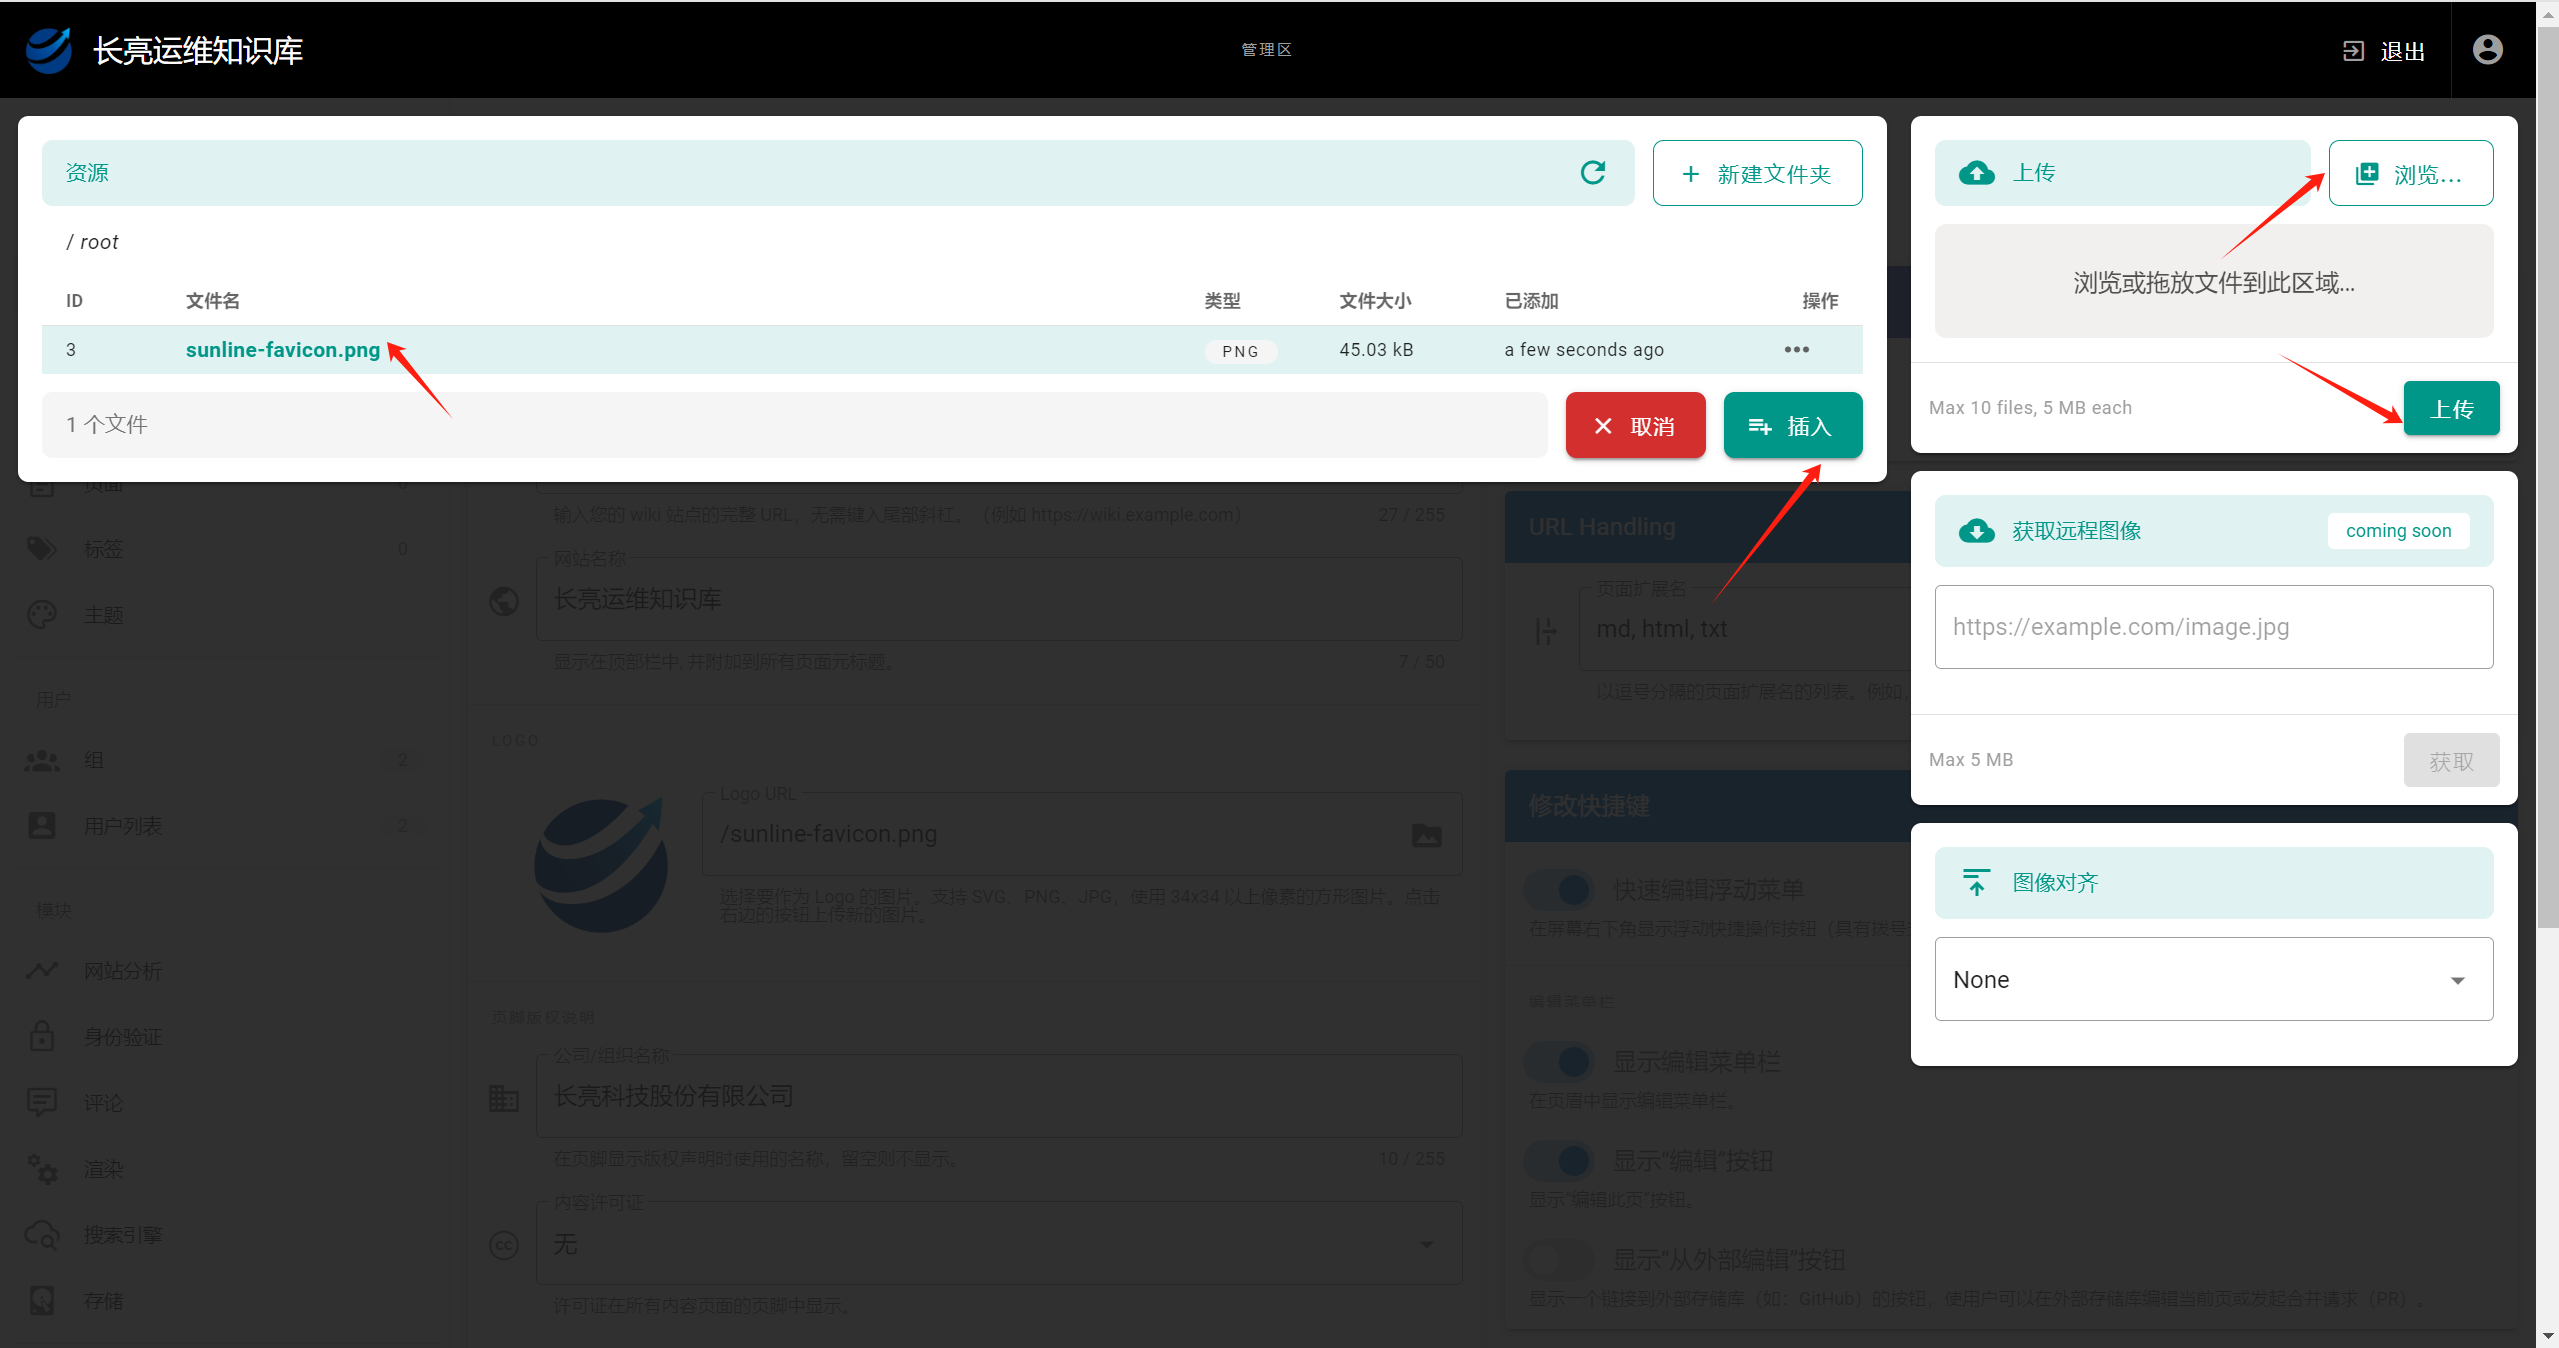 长亮运维知识库
管理区
退出
资源
新建文件夹
/ root
ID 文件名 类型 文件大小 已添加 操作
3 sunline-favicon.png PNG 45.03 kB a few seconds ago
1 个文件
取消
插入
上传
浏览...
浏览或拖放文件到此区域...
Max 10 files, 5 MB each
上传
获取远程图像
coming soon
https://example.com/image.jpg
Max 5 MB
获取
图像对齐
None
页面 0
标签 0
主题
用户
组 2
用户列表 2
模块
网站分析
身份验证
评论
渲染
搜索引擎
存储
输入您的 wiki 站点的完整 URL，无需键入尾部斜杠。（例如 https://wiki.example.com） 27 / 255
网站名称
长亮运维知识库
显示在顶部栏中, 并附加到所有页面元标题。 7 / 50
LOGO
Logo URL
/sunline-favicon.png
选择要作为 Logo 的图片。支持 SVG、PNG、JPG，使用 34x34 以上像素的方形图片。点击
右边的按钮上传新的图片。
页脚版权说明
公司/组织名称
长亮科技股份有限公司
在页脚显示版权声明时使用的名称，留空则不显示。 10 / 255
内容许可证
无
许可证在所有内容页面的页脚中显示。
URL Handling
页面扩展名
md, html, txt
以逗号分隔的页面扩展名的列表。例如,
修改快捷键
快速编辑浮动菜单
在屏幕右下角显示浮动快捷操作按钮（具有拨号
编辑菜单栏
显示编辑菜单栏
在页眉中显示编辑菜单栏。
显示“编辑”按钮
显示“编辑此页”按钮。
显示“从外部编辑”按钮
显示一个链接到外部存储库（如：GitHub）的按钮，使用户可以在外部存储库编辑当前页或发起合并请求（PR）。